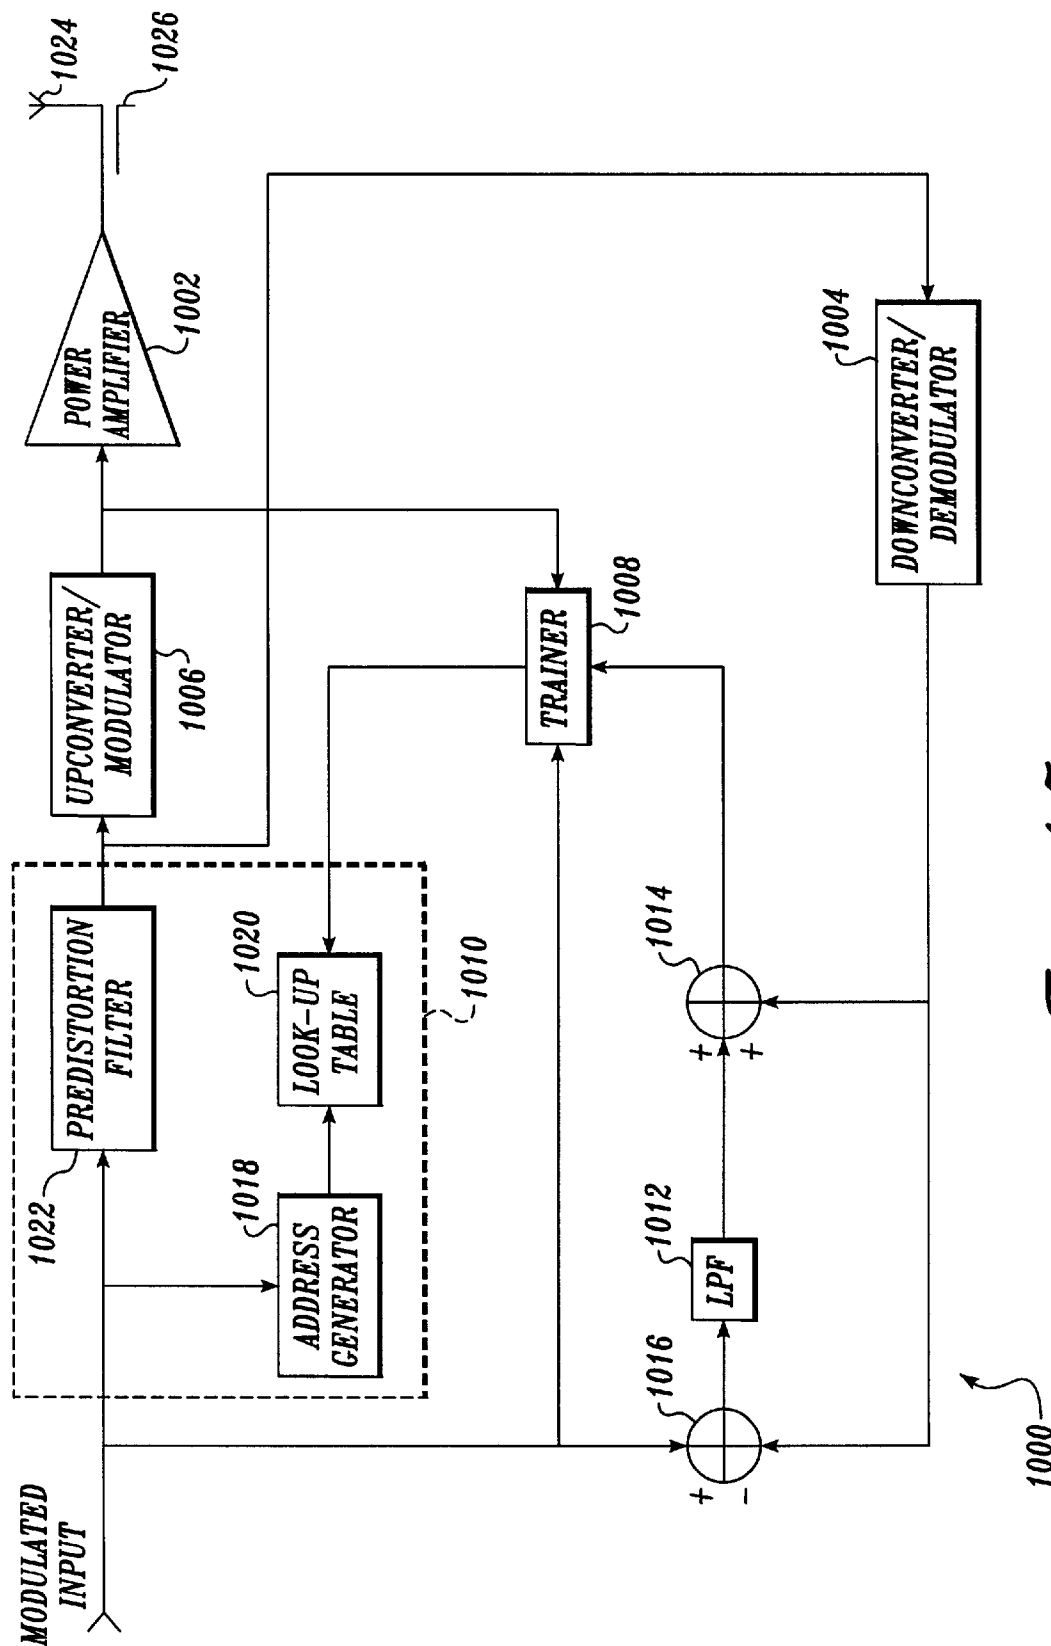 MODULATED
INPUT
1022
PREDISTORTION
FILTER
UPCONVERTER/
MODULATOR
1006
POWER
AMPLIFIER
1002
1024
1026
ADDRESS
GENERATOR
1018
LOOK-UP
TABLE
1020
1010
TRAINER
1008
+
-
1016
LPF
1012
+
+
1014
DOWNCONVERTER/
DEMODULATOR
1004
1000